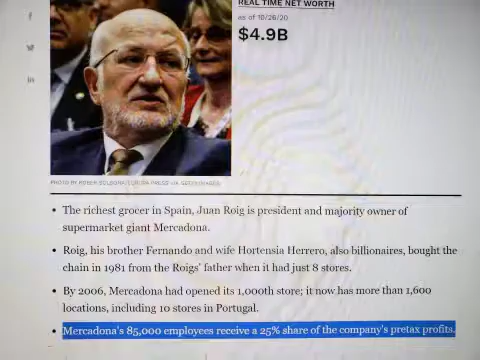 REAL TIME NET WORTH
as of 10/26/20
$4.9B
The richest grocer in Spain, Juan Roig is president and majority owner of
supermarket giant Mercadona.
Roig, his brother Fernando and wife Hortensia Herrero, also billionaires, bought the
chain in 1981 from the Roigs' father when it had just 8 stores.
By 2006, Mercadona had opened its 1,000th store; it now has more than 1,600
locations, including 10 stores in Portugal.
Mercadona's 85,000 employees receive a 25% share of the company's pretax profits.